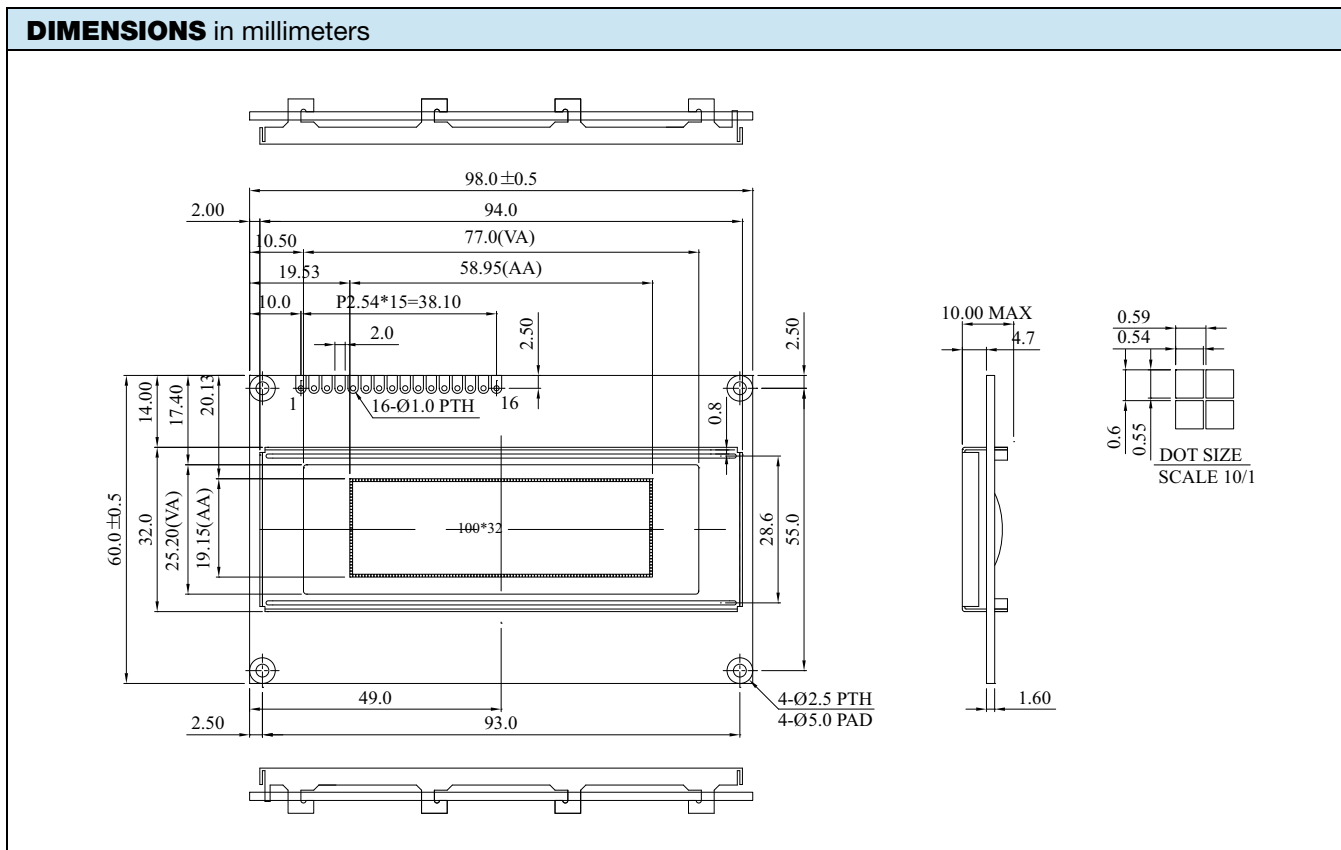 DIMENSIONS in millimeters
98.0 ±0.5
2.00
94.0
10.50
77.0(VA)
19.53
58.95(AA)
10.0
P2.54*15=38.10
2.0
2.50
2.50
10.00 MAX
4.7
0.59
0.54
14.00
17.40
20.13
1
16-Ø1.0 PTH
16
0.8
0.6
0.55
DOT SIZE
SCALE 10/1
60.0 ±0.5
32.0
25.20(VA)
19.15(AA)
100*32
28.6
55.0
49.0
4-Ø2.5 PTH
4-Ø5.0 PAD
1.60
2.50
93.0